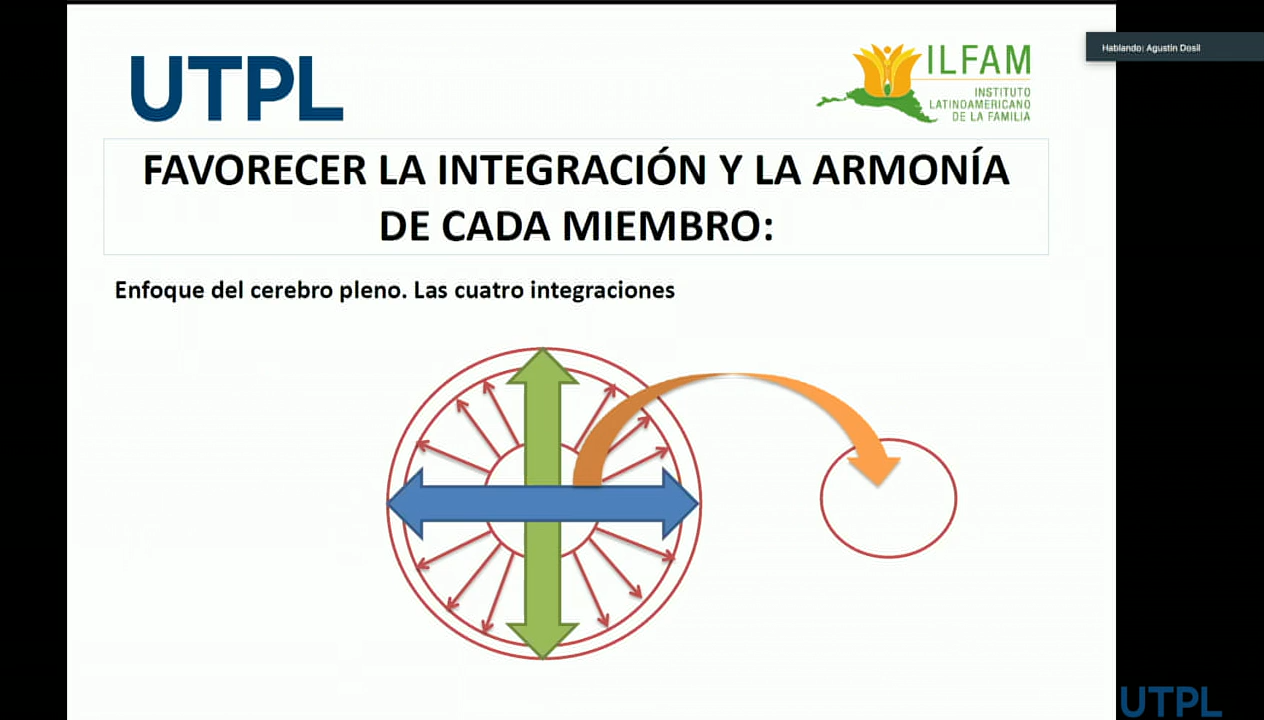 UTPL
ILFAM
INSTITUTO
LATINOAMERICANO
DE LA FAMILIA
Hablando: Agustín Dosil
FAVORECER LA INTEGRACIÓN Y LA ARMONÍA
DE CADA MIEMBRO:
Enfoque del cerebro pleno. Las cuatro integraciones
UTPL